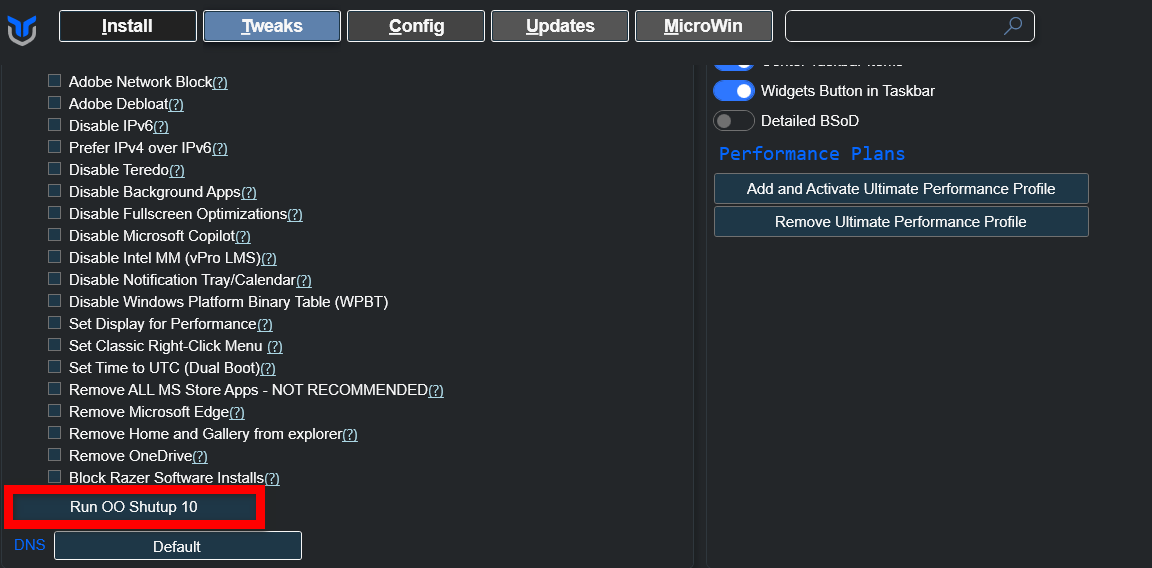 Install Tweaks Config Updates MicroWin
Adobe Network Block(?)
Adobe Debloat(?)
Disable IPv6(?)
Prefer IPv4 over IPv6(?)
Disable Teredo(?)
Disable Background Apps(?)
Disable Fullscreen Optimizations(?)
Disable Microsoft Copilot(?)
Disable Intel MM (vPro LMS)(?)
Disable Notification Tray/Calendar(?)
Disable Windows Platform Binary Table (WPBT)
Set Display for Performance(?)
Set Classic Right-Click Menu (?)
Set Time to UTC (Dual Boot)(?)
Remove ALL MS Store Apps - NOT RECOMMENDED(?)
Remove Microsoft Edge(?)
Remove Home and Gallery from explorer(?)
Remove OneDrive(?)
Block Razer Software Installs(?)
Run OO Shutup 10
DNS Default
Center Taskbar Items
Widgets Button in Taskbar
Detailed BSoD
Performance Plans
Add and Activate Ultimate Performance Profile
Remove Ultimate Performance Profile